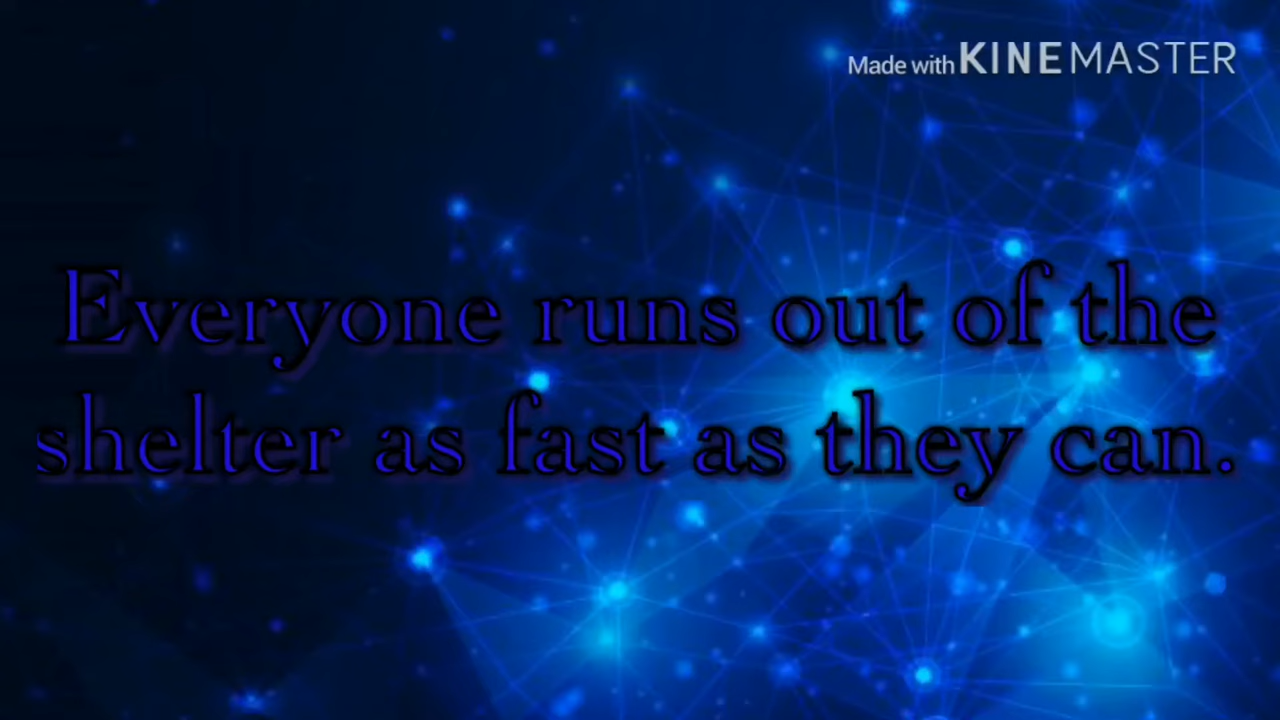 Made with KINEMASTER
Everyone runs out of the
shelter as fast as they can.